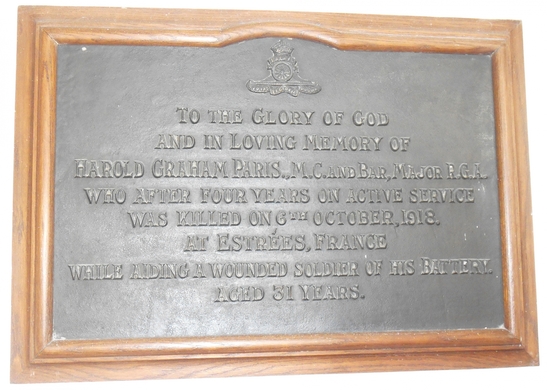 TO THE GLORY OF GOD
AND IN LOVING MEMORY OF
HAROLD GRAHAM PARIS., M.C. AND BAR, MAJOR R.G.A.
WHO AFTER FOUR YEARS ON ACTIVE SERVICE
WAS KILLED ON 6TH OCTOBER, 1918.
AT ESTRÉES, FRANCE
WHILE AIDING A WOUNDED SOLDIER OF HIS BATTERY.
AGED 31 YEARS.